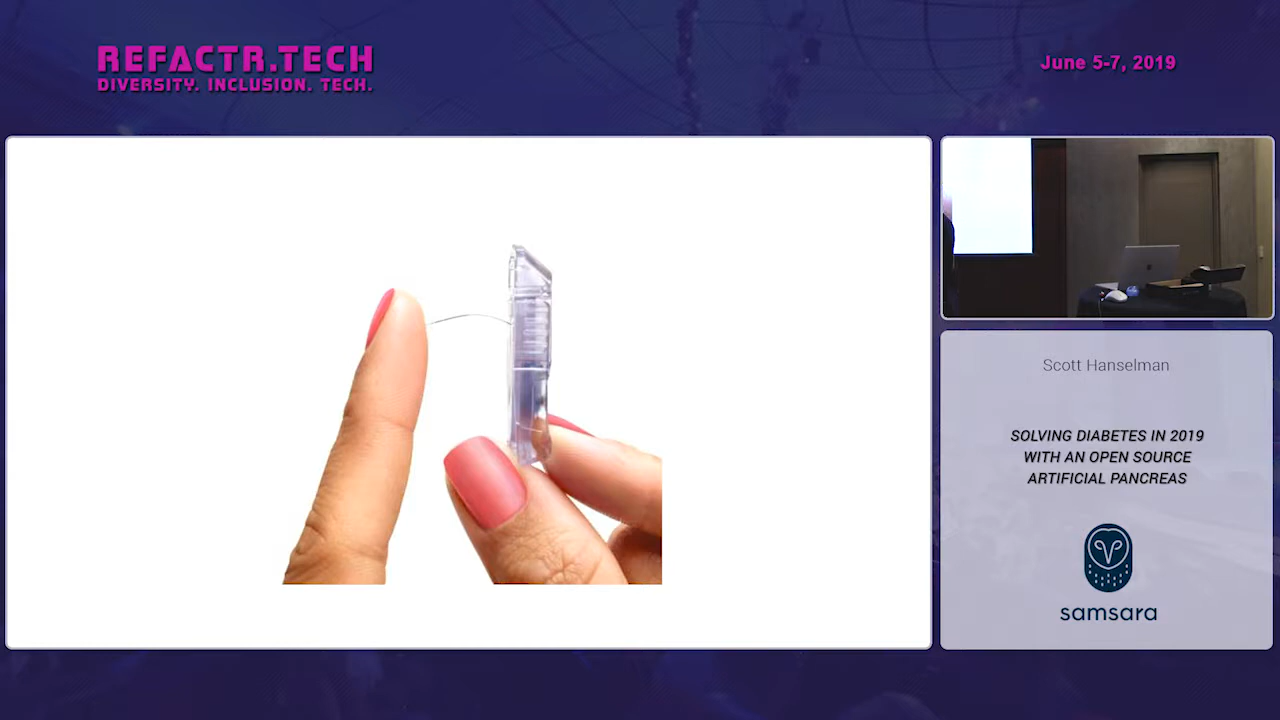 REFACTR.TECH
DIVERSITY. INCLUSION. TECH.
June 5-7, 2019
Scott Hanselman
SOLVING DIABETES IN 2019
WITH AN OPEN SOURCE
ARTIFICIAL PANCREAS
samsara